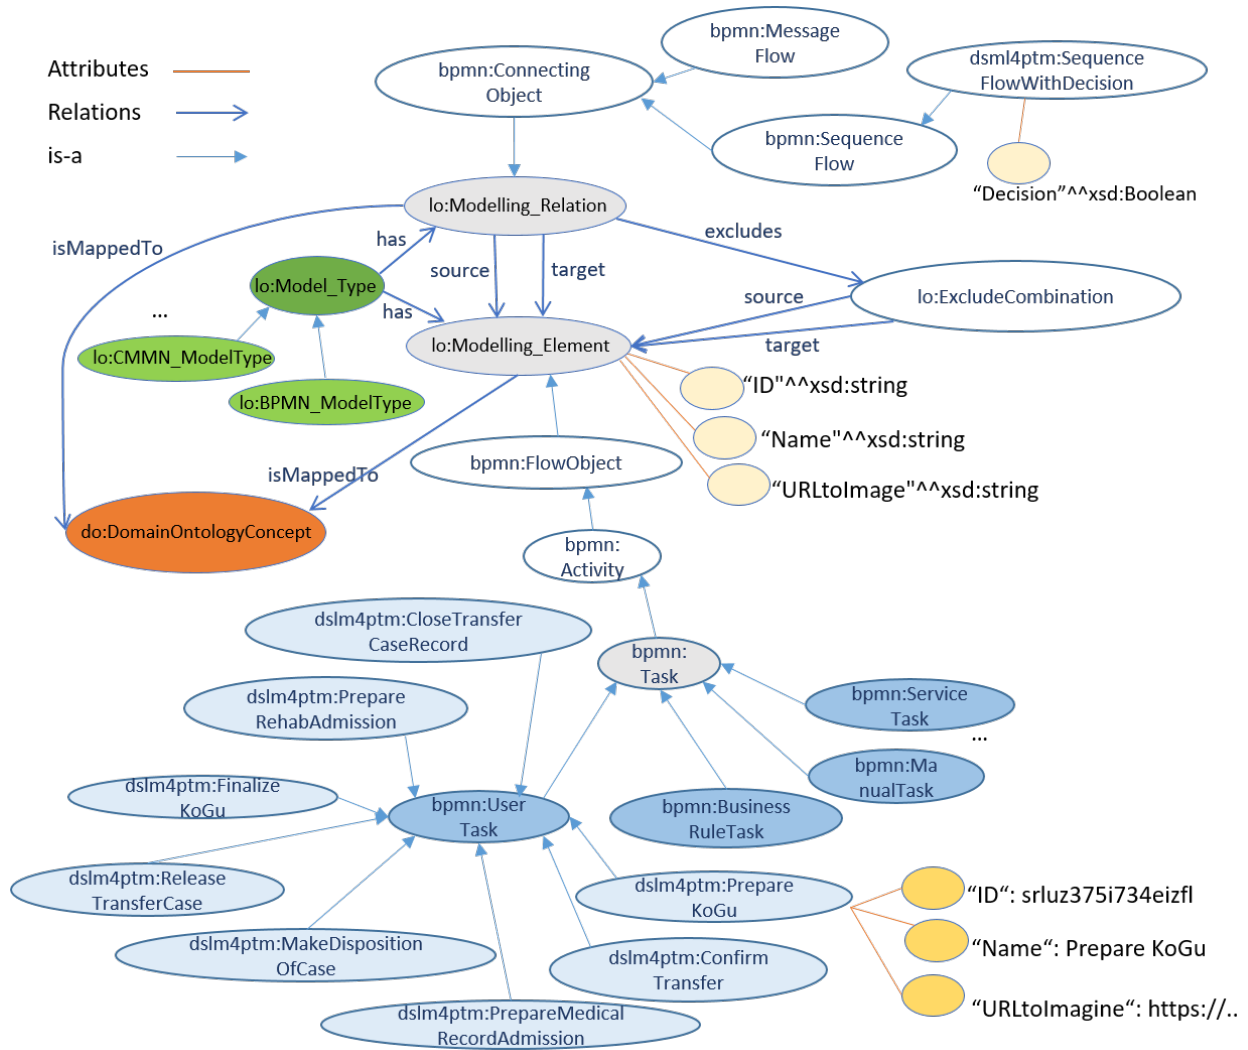 bpmn:Message
Flow
bpmn:Connecting
Object
dsml4ptm:Sequence
FlowWithDecision
Attributes
Relations
is-a
bpmn:Sequence
Flow
"Decision"^^xsd:Boolean
lo:Modelling_Relation
isMappedTo
has
excludes
source
target
lo:Model_Type
has
source
lo:ExcludeCombination
...
lo:CMMN_ModelType
lo:Modelling_Element
target
lo:BPMN_ModelType
"ID"^^xsd:string
"Name"^^xsd:string
bpmn:FlowObject
isMappedTo
"URLtoImage"^^xsd:string
do:DomainOntologyConcept
bpmn:
Activity
dslm4ptm:CloseTransfer
CaseRecord
bpmn:
Task
dslm4ptm:Prepare
RehabAdmission
bpmn:Service
Task
...
dslm4ptm:Finalize
KoGu
bpmn:Ma
nualTask
bpmn:User
Task
bpmn:Business
RuleTask
dslm4ptm:Release
TransferCase
dslm4ptm:Prepare
KoGu
“ID“: srluz375i734eizfl
dslm4ptm:MakeDisposition
OfCase
dslm4ptm:Confirm
Transfer
“Name“: Prepare KoGu
dslm4ptm:PrepareMedical
RecordAdmission
“URLtoImagine“: https://..